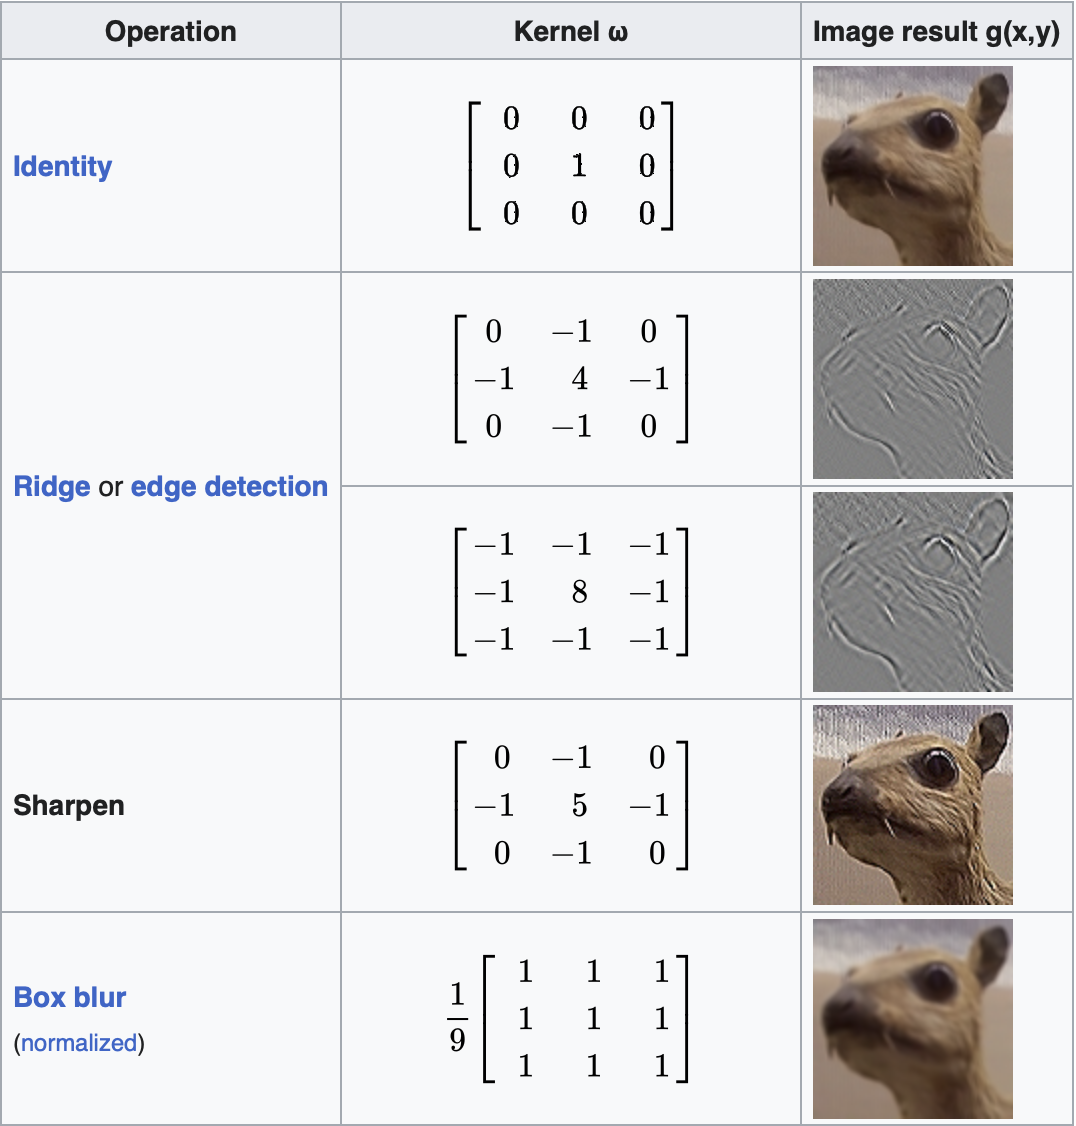 Operation Kernel ω Image result g(x,y)
Identity
0 0 0
0 1 0
0 0 0
Ridge or edge detection
0 −1 0
−1 4 −1
0 −1 0
−1 −1 −1
−1 8 −1
−1 −1 −1
Sharpen
0 −1 0
−1 5 −1
0 −1 0
Box blur
(normalized)
1
9
1 1 1
1 1 1
1 1 1